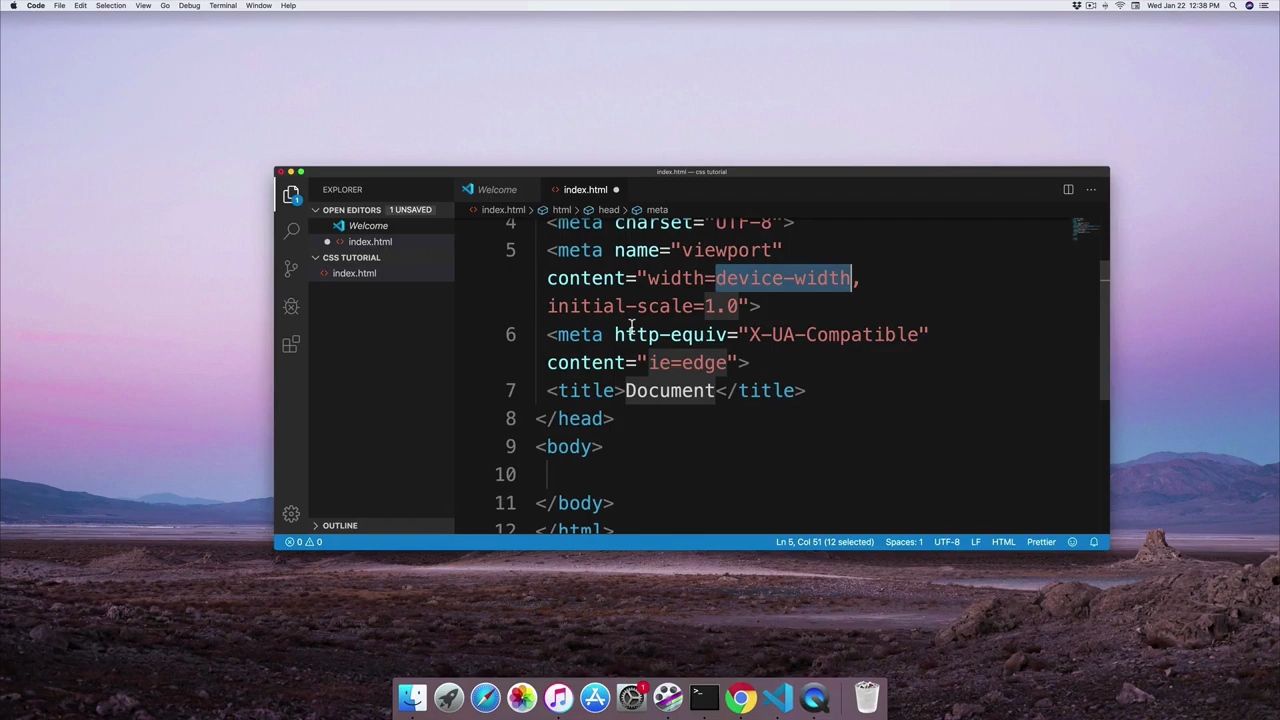 Code File Edit Selection View Go Debug Terminal Window Help
Wed Jan 22 12:38 PM
index.html — css tutorial
EXPLORER
Welcome
index.html
OPEN EDITORS 1 UNSAVED
index.html html head meta
Welcome
index.html
CSS TUTORIAL
index.html
4 <meta charset="UTF-8">
5 <meta name="viewport"
content="width=device-width,
initial-scale=1.0">
6 <meta http-equiv="X-UA-Compatible"
content="ie=edge">
7 <title>Document</title>
8 </head>
9 <body>
10
11 </body>
12 </html>
1
OUTLINE
0 0
Ln 5, Col 51 (12 selected) Spaces: 1 UTF-8 LF HTML Prettier
1
>_